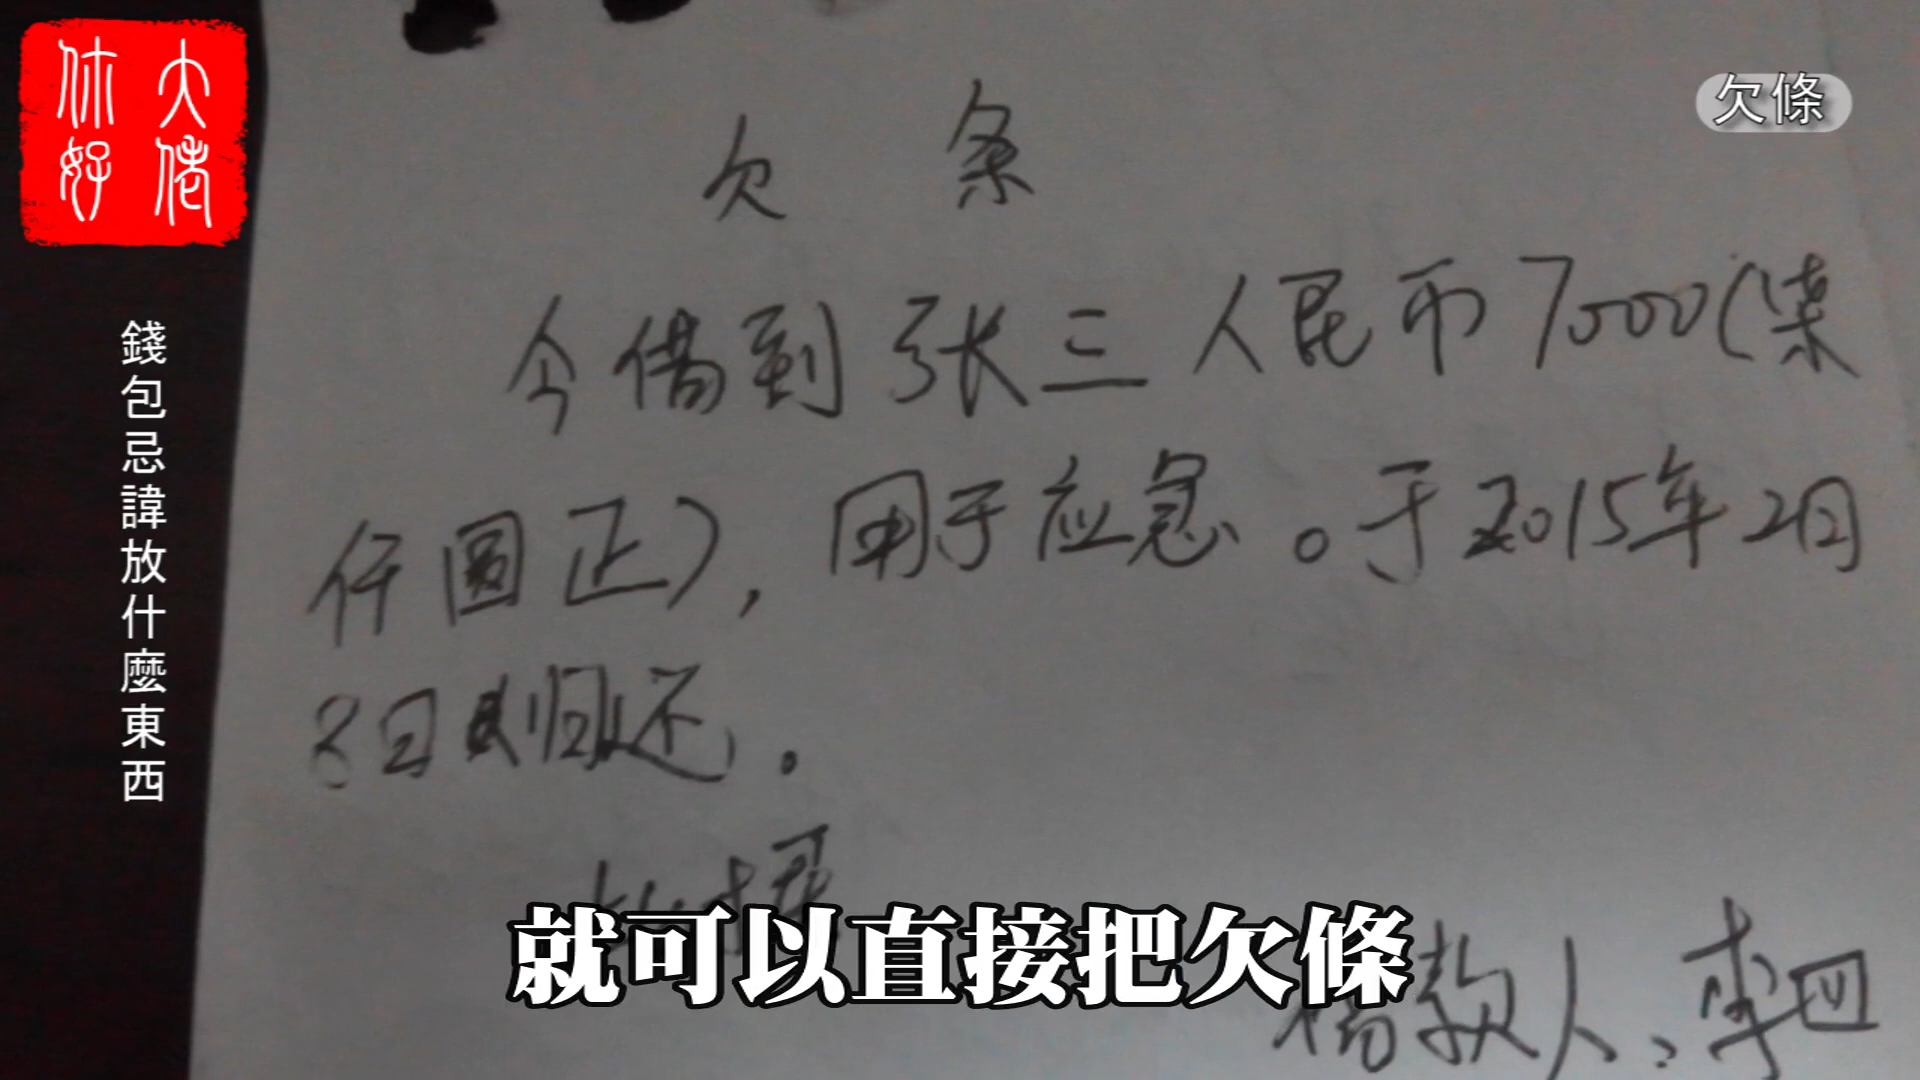 大佬
你好
欠條
錢包忌諱放什麼東西
欠条
今借到张三人民币7000(柒
仟圆正),用于应急。于2015年2月
8日归还。
就可以直接把欠條
借款人:李四